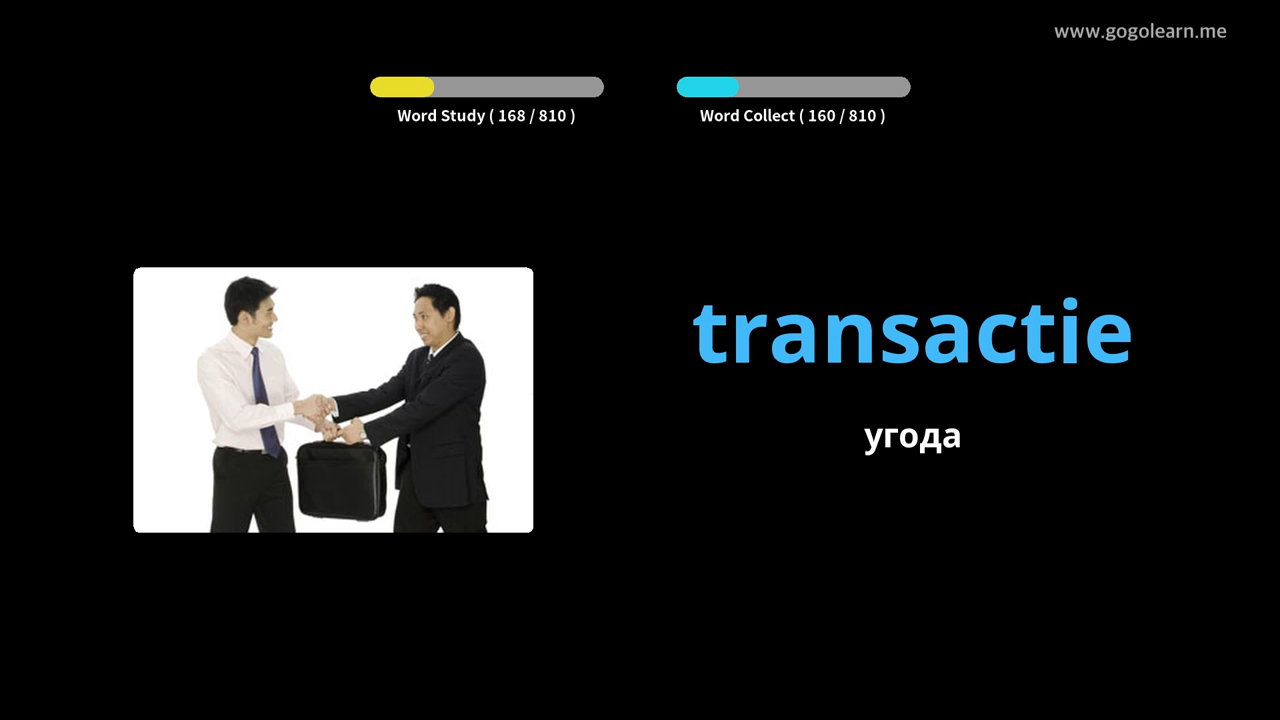 www.gogolearn.me
Word Study ( 168 / 810 )
Word Collect ( 160 / 810 )
transactie
угода